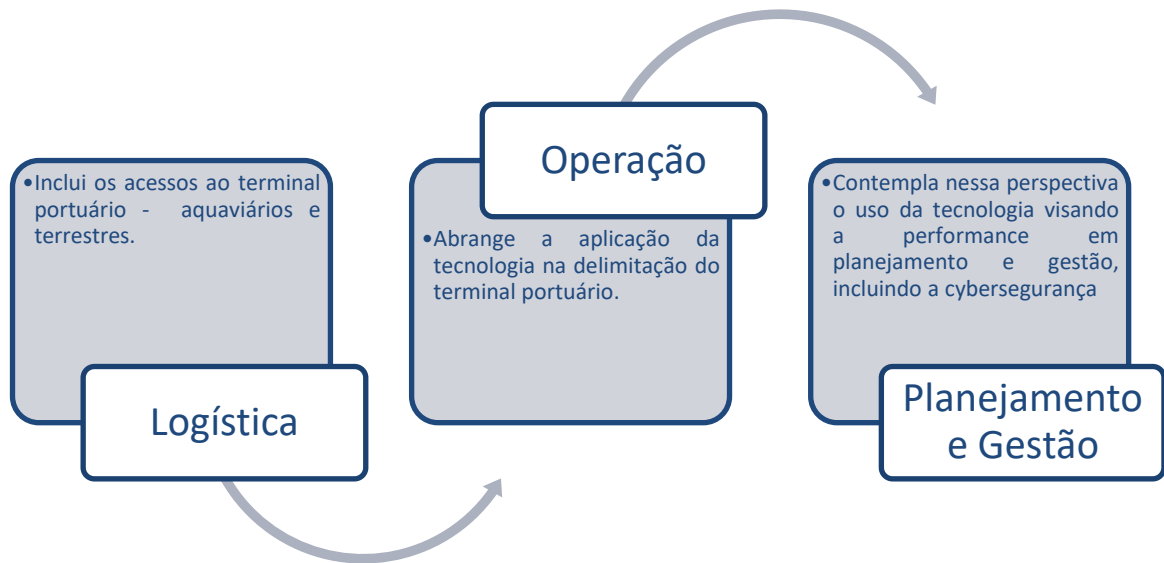 •Inclui os acessos ao terminal
portuário - aquaviários e
terrestres.
Logística
Operação
•Abrange a aplicação da
tecnologia na delimitação do
terminal portuário.
•Contempla nessa perspectiva
o uso da tecnologia visando
a performance em
planejamento e gestão,
incluindo a cybersegurança
Planejamento
e Gestão